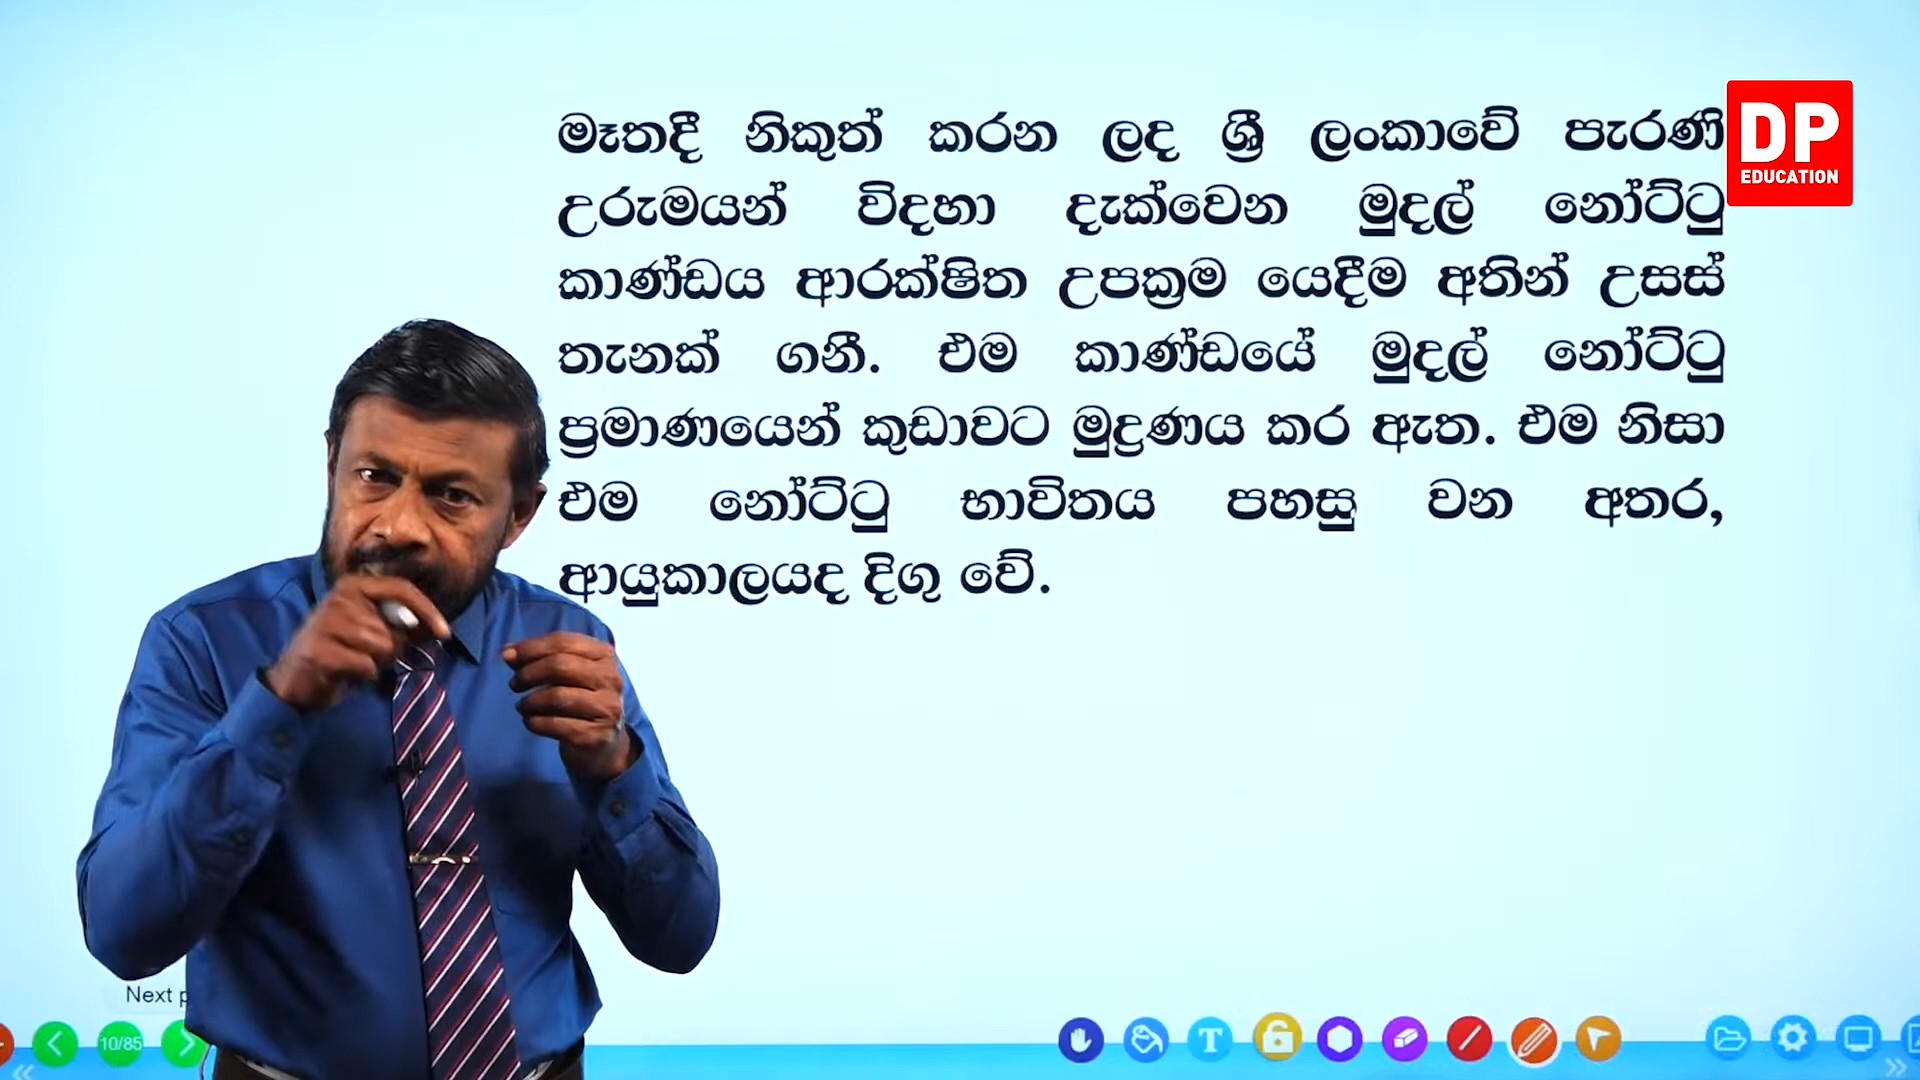 මෑතදී නිකුත් කරන ලද ශ්‍රී ලංකාවේ පැරණි
උරුමයන් විදහා දැක්වෙන මුදල් නෝට්ටු
කාණ්ඩය ආරක්ෂිත උපක්‍රම යෙදීම අතින් උසස්
තැනක් ගනී. එම කාණ්ඩයේ මුදල් නෝට්ටු
ප්‍රමාණයෙන් කුඩාවට මුද්‍රණය කර ඇත. එම නිසා
එම නෝට්ටු භාවිතය පහසු වන අතර,
ආයුකාලයද දිගු වේ.
DP
EDUCATION
Next p
10/85
T